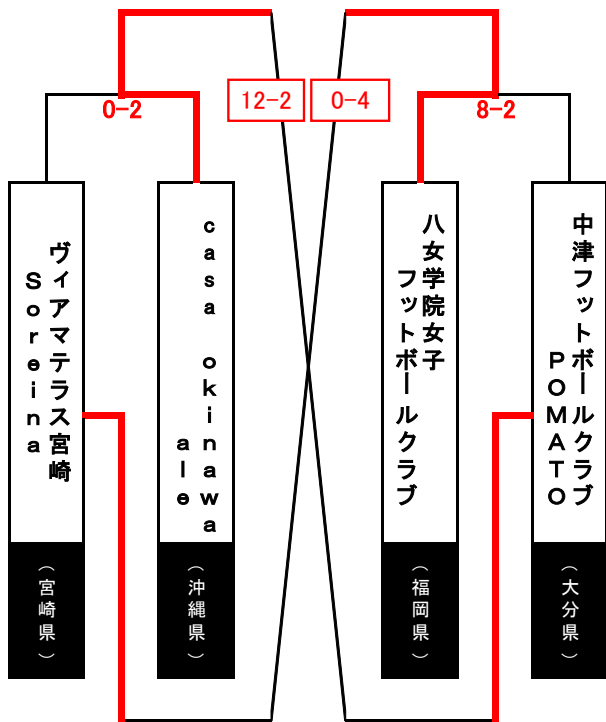 12-2
0-4
0-2
8-2
ヴィアマテラス宮崎
Soreina
（宮崎県）
casa okinawa
ale
（沖縄県）
八女学院女子
フットボールクラブ
（福岡県）
中津フットボールクラブ
POMATO
（大分県）